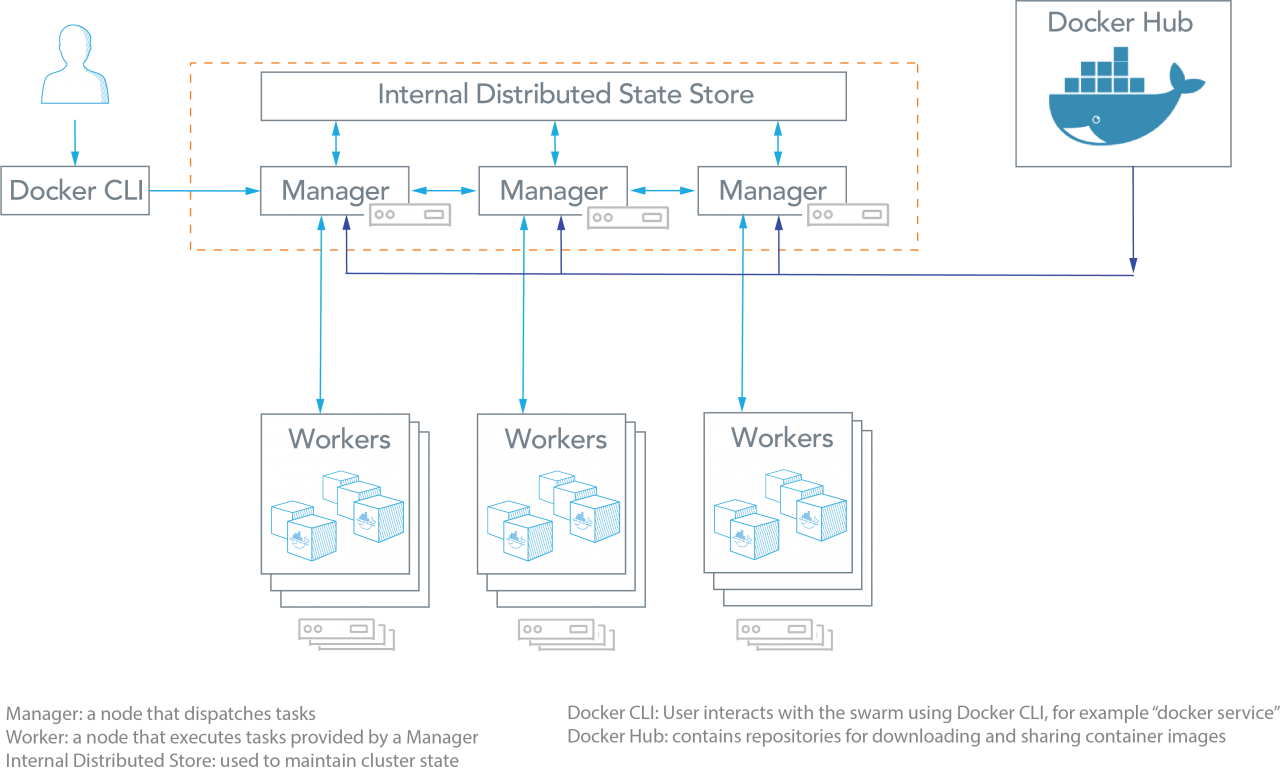 Docker Hub
Internal Distributed State Store
Docker CLI
Manager
Manager
Manager
Workers
Workers
Workers
Manager: a node that dispatches tasks
Worker: a node that executes tasks provided by a Manager
Internal Distributed Store: used to maintain cluster state
Docker CLI: User interacts with the swarm using Docker CLI, for example “docker service”
Docker Hub: contains repositories for downloading and sharing container images